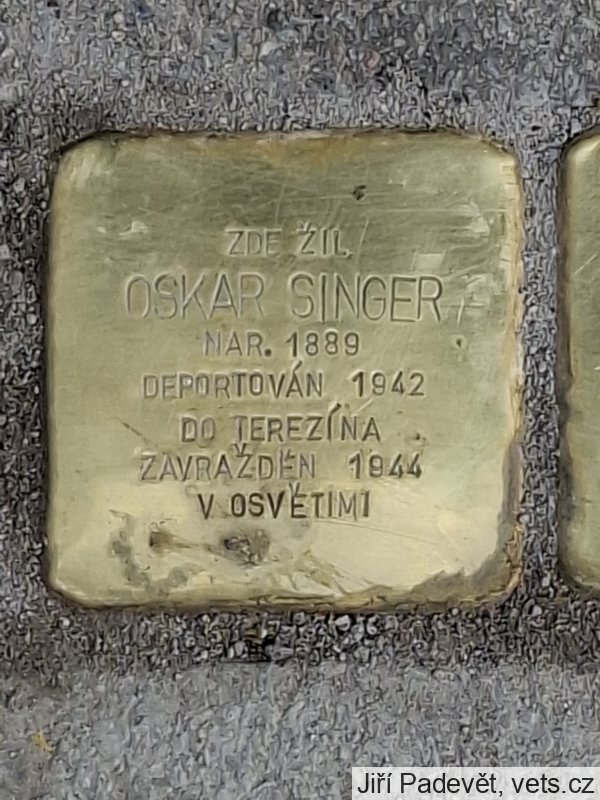 ZDE ŽIL
OSKAR SINGER
NAR. 1889
DEPORTOVÁN 1942
DO TEREZÍNA
ZAVRAŽDĚN 1944
V OSVĚTIMI
Jiří Padevět, vets.cz